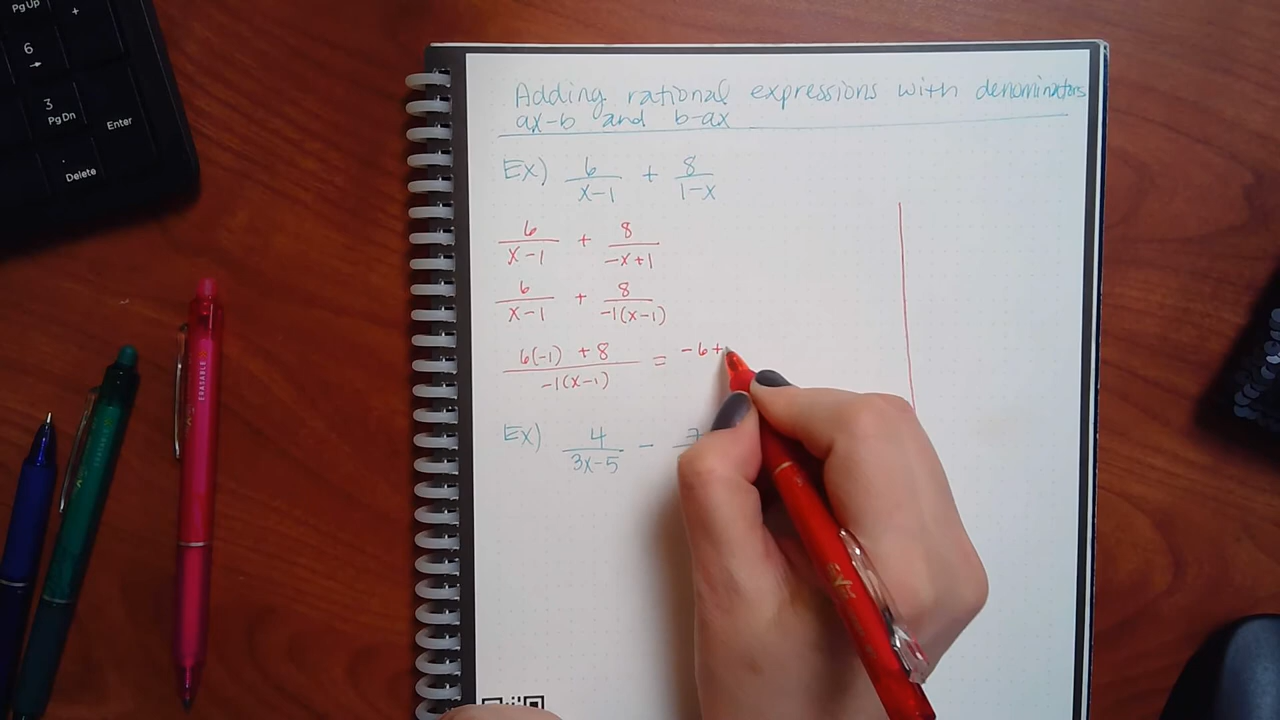 PgUp
+
6
→
3
PgDn
Enter
.
Delete
ERASABLE
Adding rational expressions with denominators
ax-b and b-ax
Ex) 6/(x-1) + 8/(1-x)
6/(x-1) + 8/(-x+1)
6/(x-1) + 8/(-1(x-1))
(6(-1) + 8)/(-1(x-1)) = -6+
Ex) 4/(3x-5) - 7